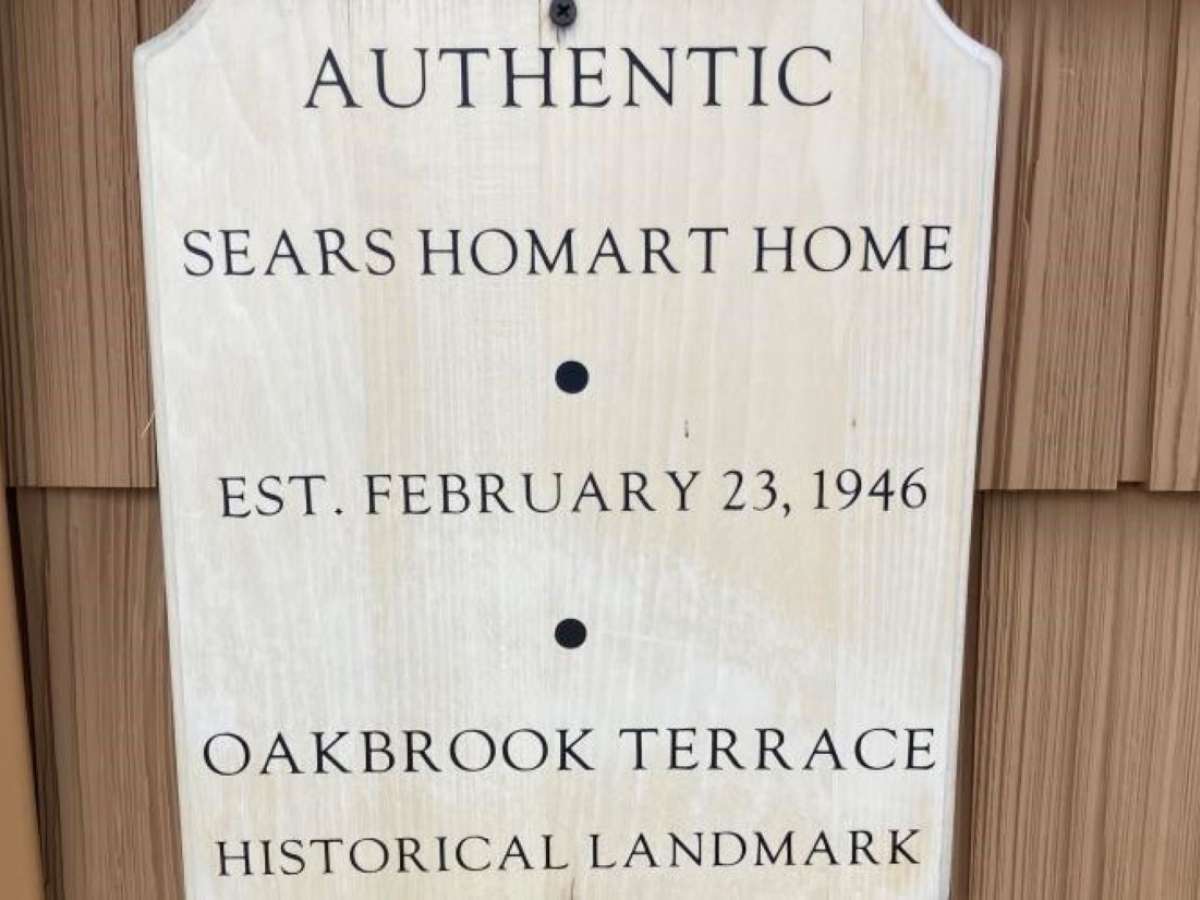 AUTHENTIC
SEARS HOMART HOME
EST. FEBRUARY 23, 1946
OAKBROOK TERRACE
HISTORICAL LANDMARK